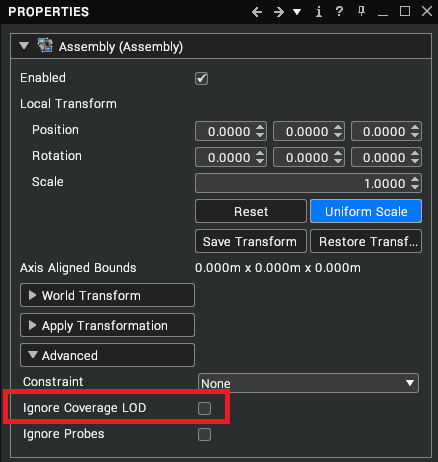 PROPERTIES
Assembly (Assembly)
Enabled
Local Transform
Position 0.0000 0.0000 0.0000
Rotation 0.0000 0.0000 0.0000
Scale 1.0000
Reset Uniform Scale
Save Transform Restore Transf...
Axis Aligned Bounds 0.000m x 0.000m x 0.000m
World Transform
Apply Transformation
Advanced
Constraint None
Ignore Coverage LOD
Ignore Probes